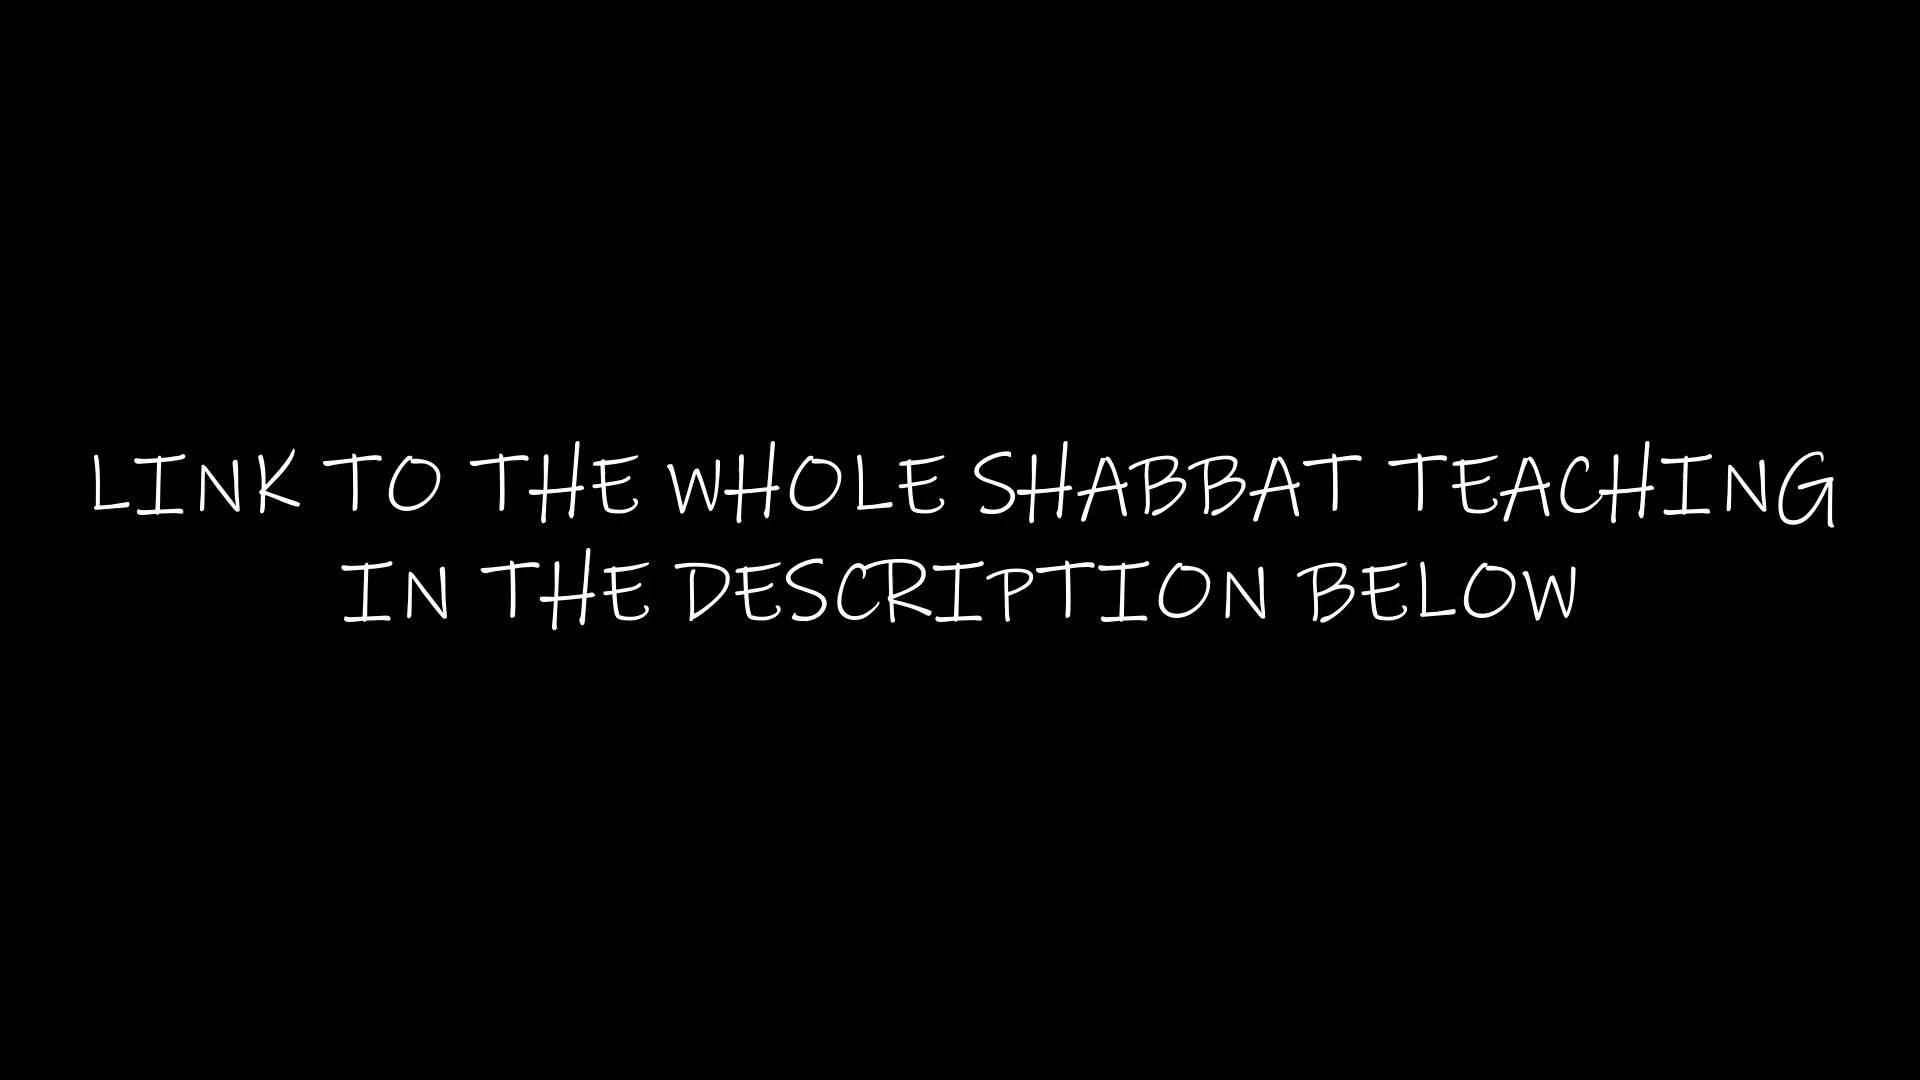 LINK TO THE WHOLE SHABBAT TEACHING
IN THE DESCRIPTION BELOW